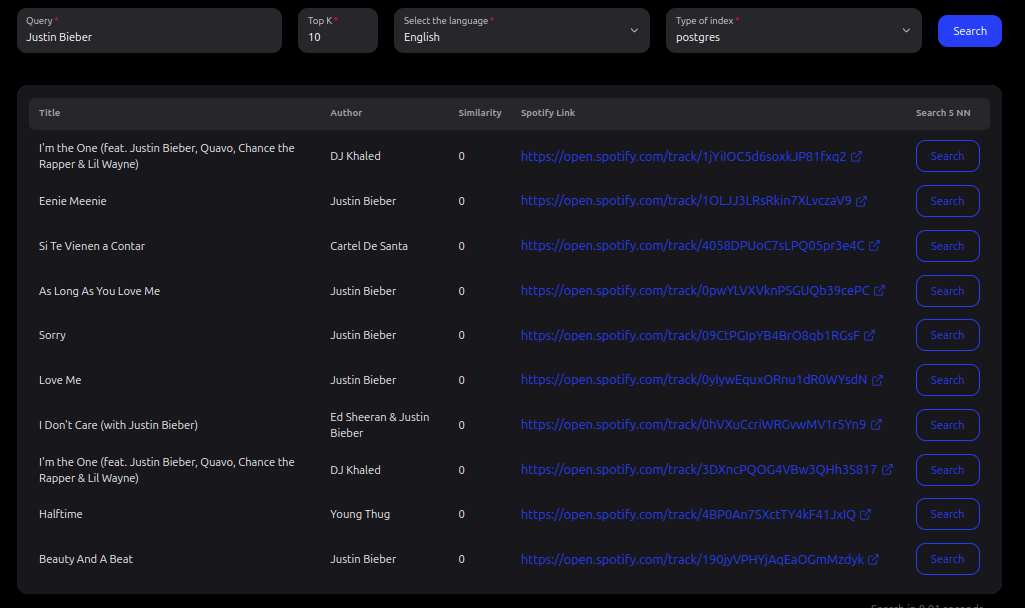 Query*
Justin Bieber
Top K*
10
Select the language*
English
Type of index*
postgres
Search
Title Author Similarity Spotify Link Search 5 NN
I'm the One (feat. Justin Bieber, Quavo, Chance the
Rapper & Lil Wayne) DJ Khaled 0 https://open.spotify.com/track/1jYiIOC5d6soxkJP81fxq2 Search
Eenie Meenie Justin Bieber 0 https://open.spotify.com/track/1OLJJ3LRsRkin7XLvczaV9 Search
Si Te Vienen a Contar Cartel De Santa 0 https://open.spotify.com/track/4058DPUoC7sLPQ05pr3e4C Search
As Long As You Love Me Justin Bieber 0 https://open.spotify.com/track/0pwYLVXVknPSGUQb39cePC Search
Sorry Justin Bieber 0 https://open.spotify.com/track/09CtPGIpYB4BrO8qb1RGsF Search
Love Me Justin Bieber 0 https://open.spotify.com/track/0yIywEquxORnu1dR0WYsdN Search
I Don't Care (with Justin Bieber) Ed Sheeran & Justin
Bieber 0 https://open.spotify.com/track/0hVXuCcriWRGvwMV1r5Yn9 Search
I'm the One (feat. Justin Bieber, Quavo, Chance the
Rapper & Lil Wayne) DJ Khaled 0 https://open.spotify.com/track/3DXncPQOG4VBw3QHh3S817 Search
Halftime Young Thug 0 https://open.spotify.com/track/4BP0An7SXctTY4kF41JxIQ Search
Beauty And A Beat Justin Bieber 0 https://open.spotify.com/track/190jyVPHYjAqEaOGmMzdyk Search